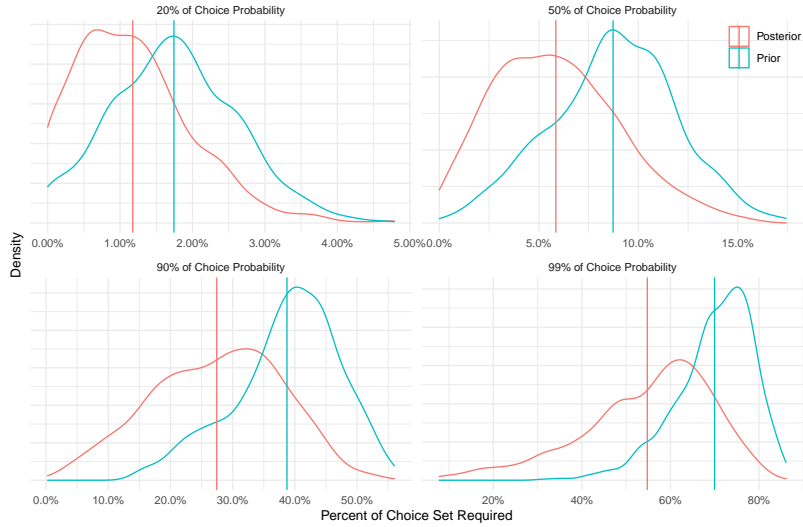 20% of Choice Probability
50% of Choice Probability
Posterior
Prior
0.00% 1.00% 2.00% 3.00% 4.00% 5.00%
0.0% 5.0% 10.0% 15.0%
Density
90% of Choice Probability
99% of Choice Probability
0.0% 10.0% 20.0% 30.0% 40.0% 50.0%
20% 40% 60% 80%
Percent of Choice Set Required